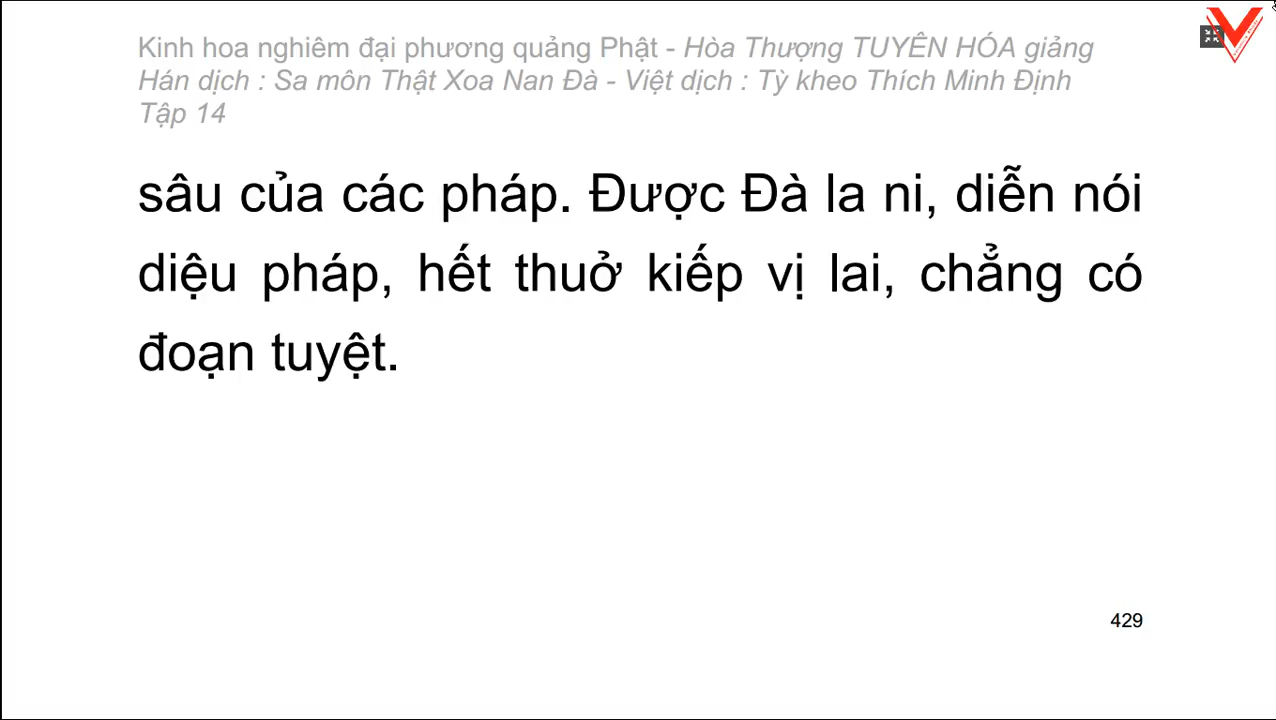 Kinh hoa nghiêm đại phương quảng Phật - Hòa Thượng TUYÊN HÓA giảng
Hán dịch : Sa môn Thật Xoa Nan Đà - Việt dịch : Tỳ kheo Thích Minh Định
Tập 14
sâu của các pháp. Được Đà la ni, diễn nói
diệu pháp, hết thuở kiếp vị lai, chẳng có
đoạn tuyệt.
429